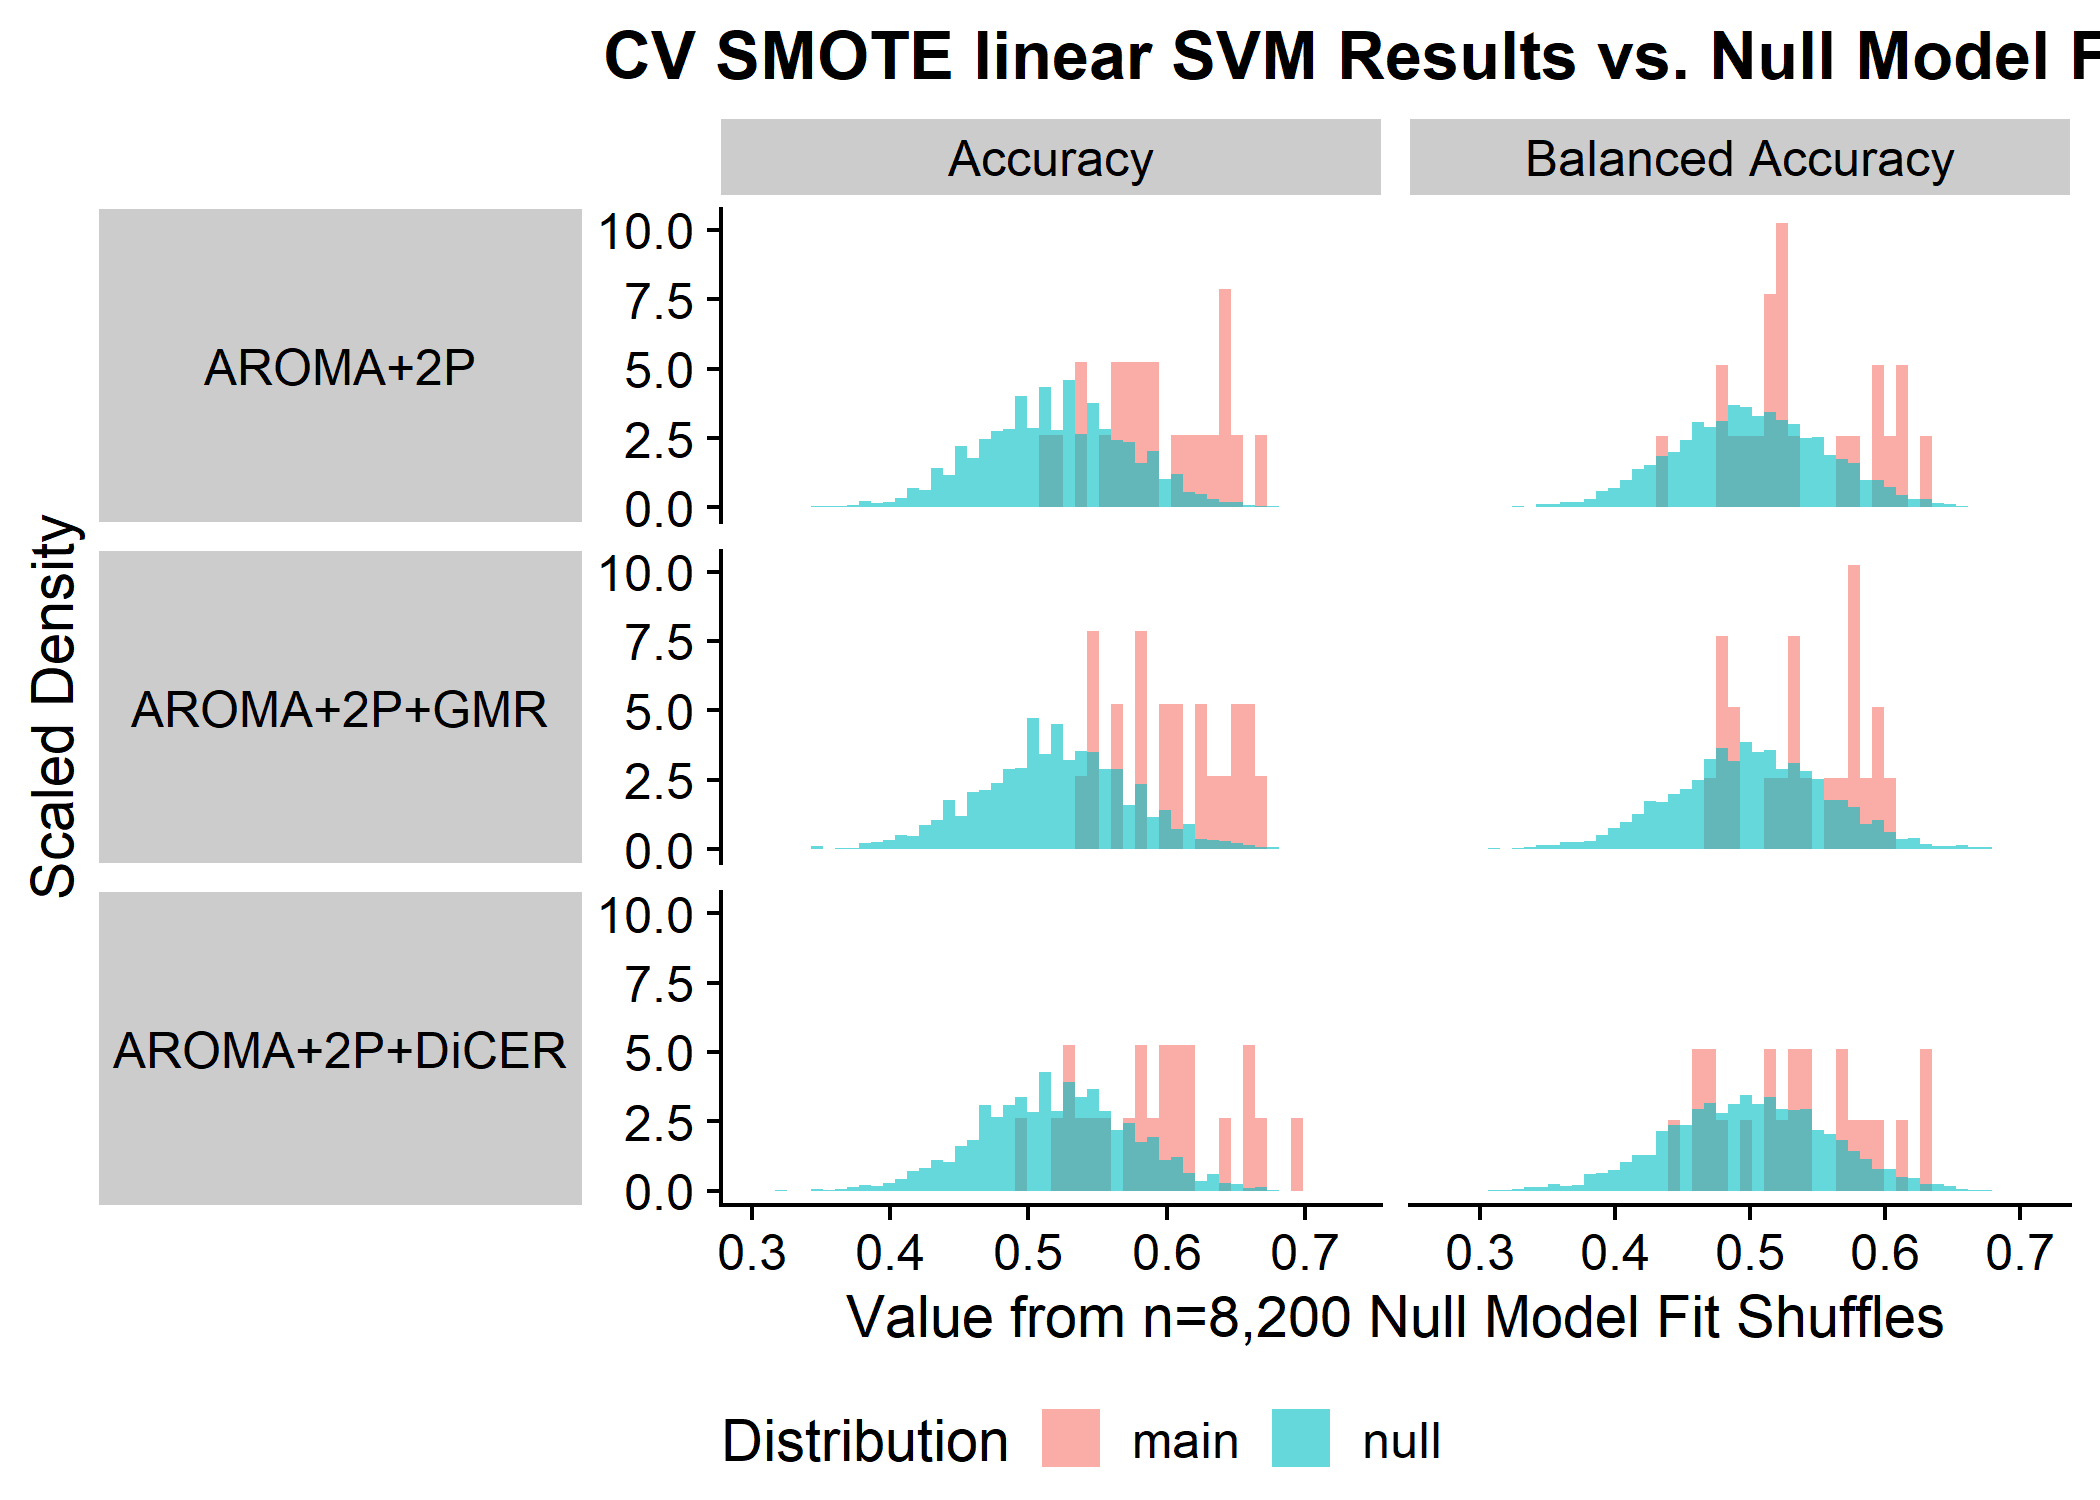 CV SMOTE linear SVM Results vs. Null Model F
Accuracy
Balanced Accuracy
Scaled Density
AROMA+2P
10.0
7.5
5.0
2.5
0.0
AROMA+2P+GMR
10.0
7.5
5.0
2.5
0.0
AROMA+2P+DiCER
10.0
7.5
5.0
2.5
0.0
0.3 0.4 0.5 0.6 0.7
0.3 0.4 0.5 0.6 0.7
Value from n=8,200 Null Model Fit Shuffles
Distribution main null